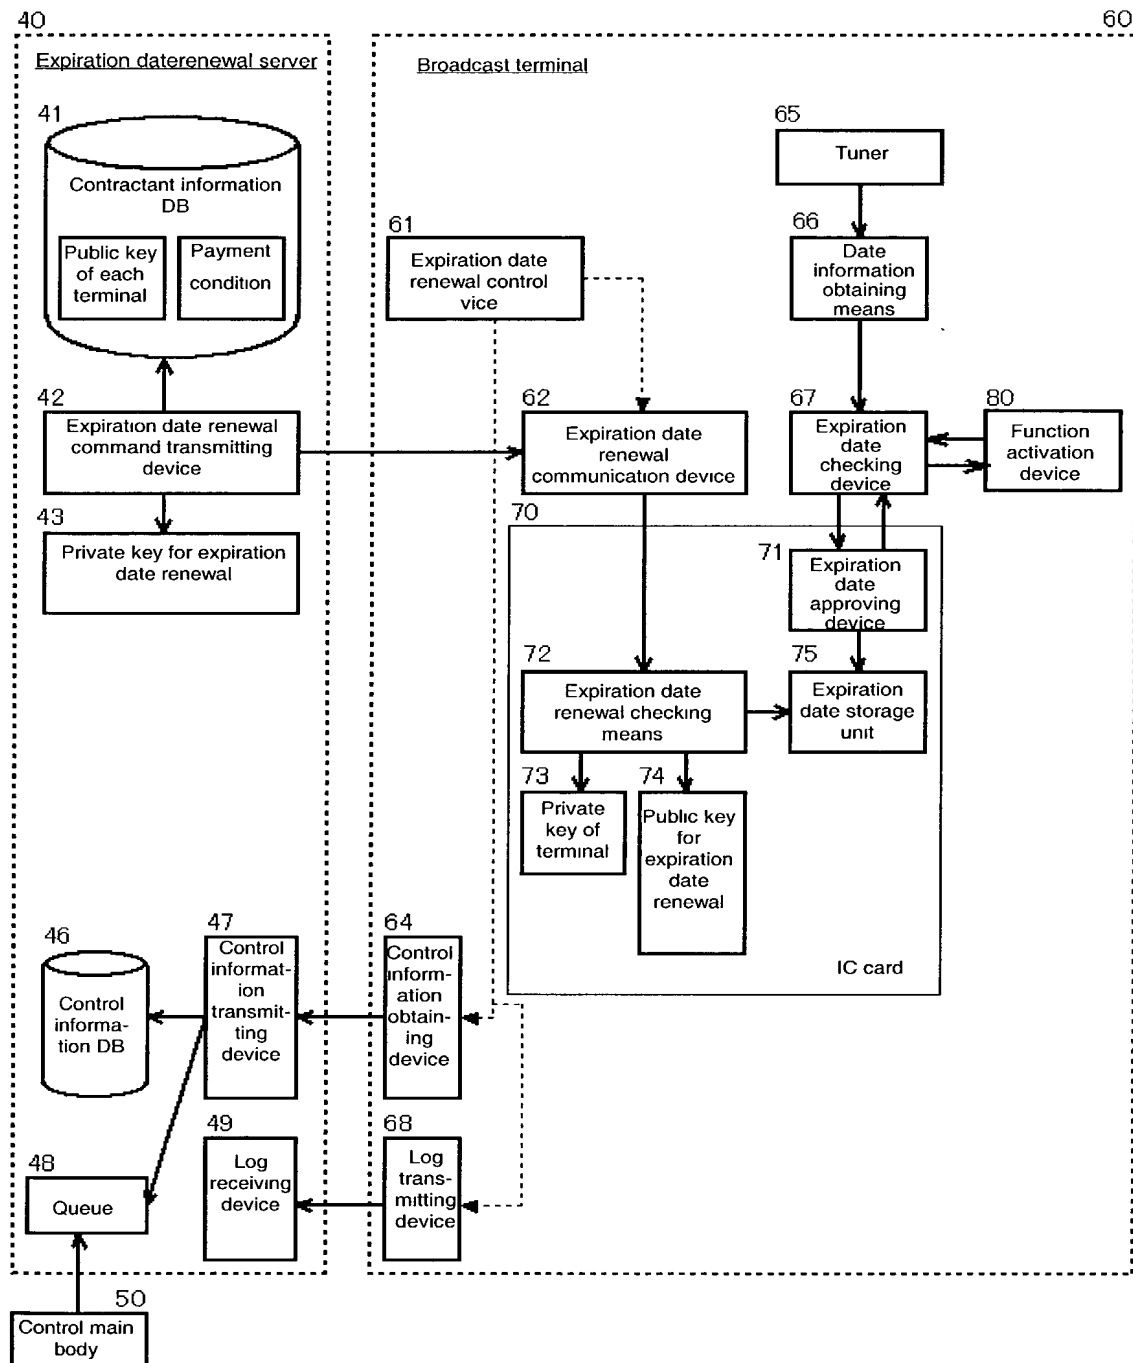 40
60
Expiration daterenewal server
Broadcast terminal
41
Contractant information
DB
Public key
of each
terminal
Payment
condition
65
Tuner
61
Expiration date
renewal control
vice
66
Date
information
obtaining
means
42
Expiration date renewal
command transmitting
device
62
Expiration date
renewal
communication device
67
Expiration
date
checking
device
80
Function
activation
device
43
Private key for expiration
date renewal
70
71
Expiration
date
approving
device
72
Expiration date
renewal checking
means
75
Expiration
date storage
unit
73
Private
key of
terminal
74
Public key
for
expiration
date
renewal
IC card
46
Control
informa-
tion DB
47
Control
informat-
ion
transmi-
tting
device
64
Control
inform-
ation
obtain-
ing
device
48
Queue
49
Log
receiving
device
68
Log
trans-
mitting
device
50
Control main
body